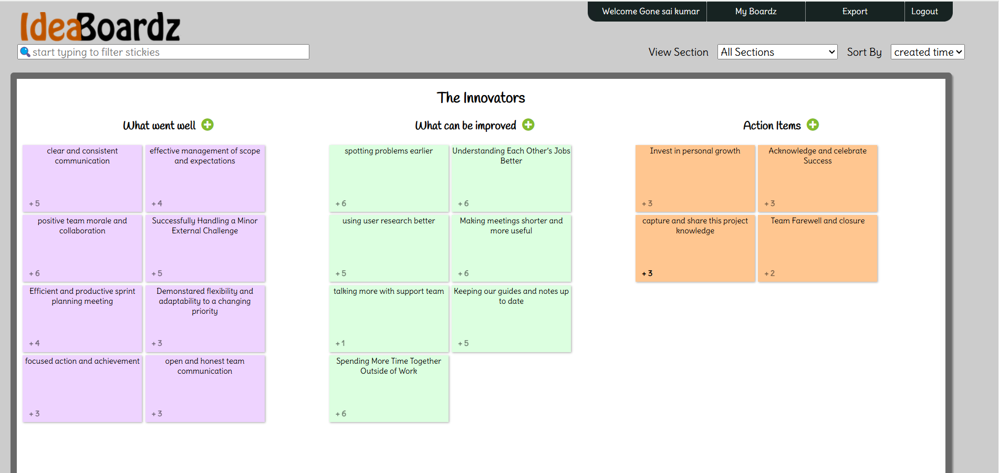 Welcome Gone sai kumar
My Boardz
Export
Logout
IdeaBoardz
start typing to filter stickies
View Section
All Sections
Sort By
created time
The Innovators
What went well
clear and consistent
communication
+ 5
effective management of scope
and expectations
+ 4
positive team morale and
collaboration
+ 6
Successfully Handling a Minor
External Challenge
+ 5
Efficient and productive sprint
planning meeting
+ 4
Demonstared flexibility and
adaptability to a changing
priority
+ 3
focused action and achievement
+ 3
open and honest team
communication
+ 3
What can be improved
spotting problems earlier
+ 6
Understanding Each Other's Jobs
Better
+ 6
using user research better
+ 5
Making meetings shorter and
more useful
+ 6
talking more with support team
+ 1
Keeping our guides and notes up
to date
+ 5
Spending More Time Together
Outside of Work
+ 6
Action Items
Invest in personal growth
+ 3
Acknowledge and celebrate
Success
+ 3
capture and share this project
knowledge
+ 3
Team Farewell and closure
+ 2